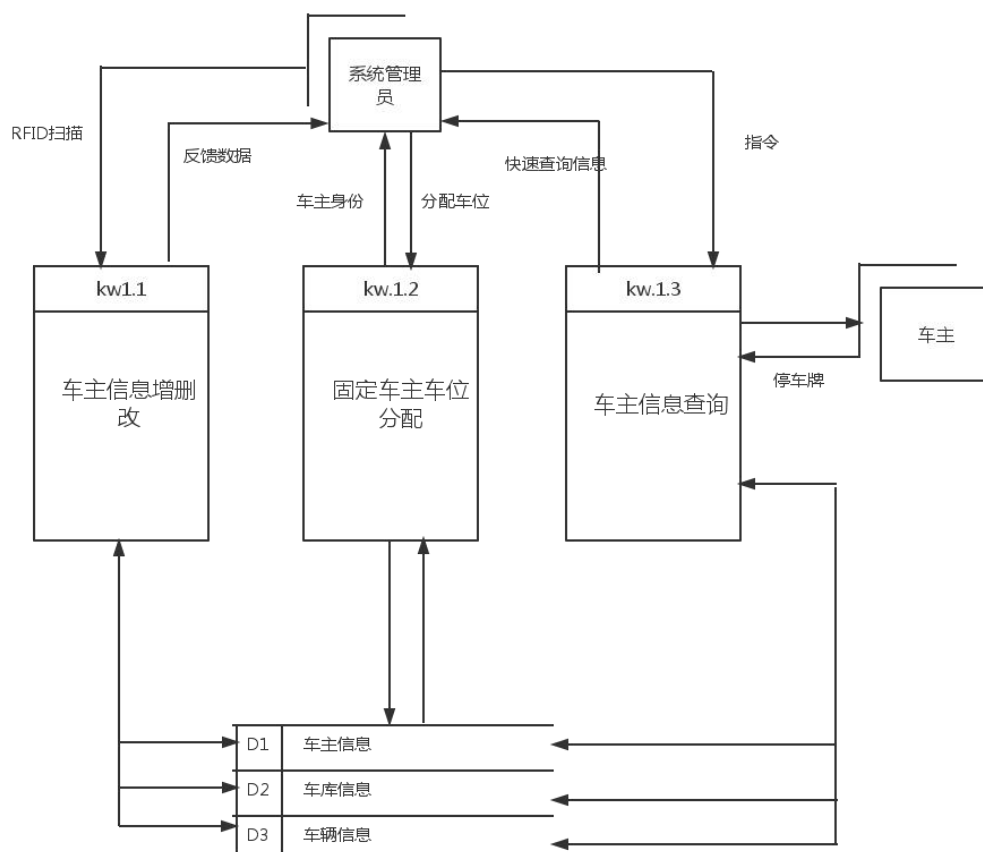 系统管理
员
RFID扫描
反馈数据
车主身份
分配车位
快速查询信息
指令
kw1.1
车主信息增删
改
kw.1.2
固定车主车位
分配
kw.1.3
车主信息查询
车主
停车牌
D1 车主信息
D2 车库信息
D3 车辆信息